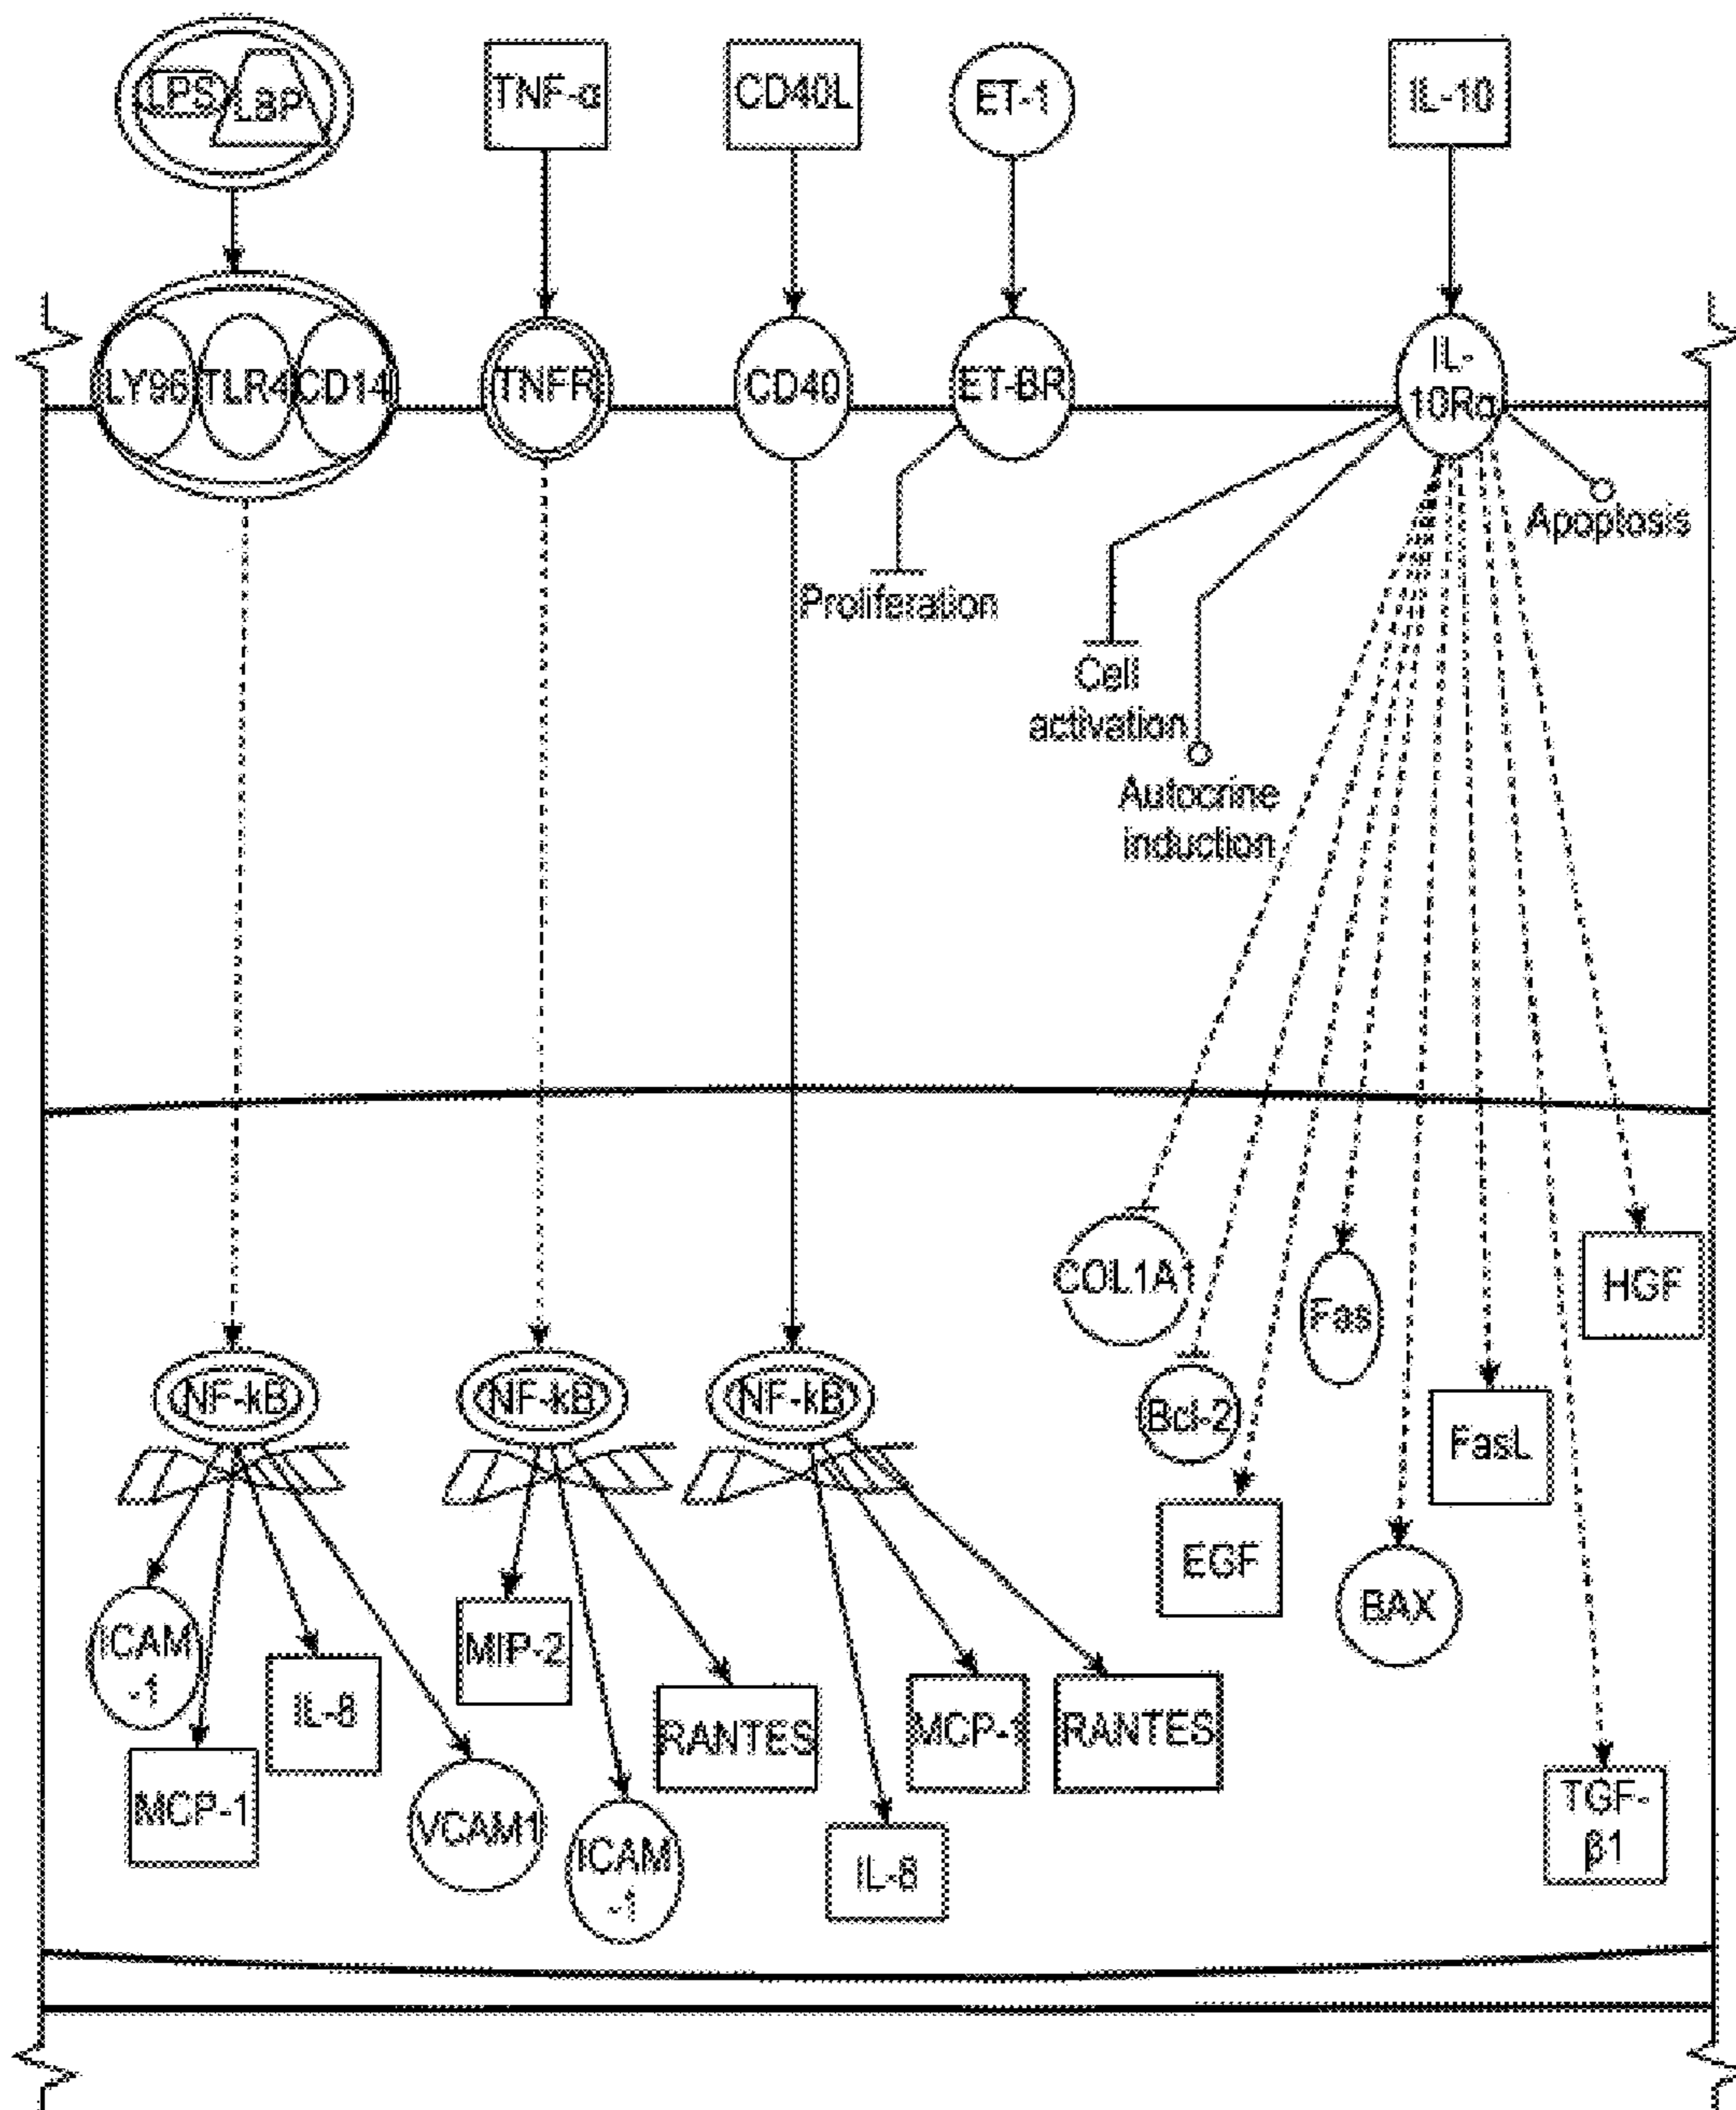 LPS
LBP
TNF-α
CD40L
ET-1
IL-10
LY96
TLR4
CD14
TNFR
CD40
ET-BR
IL-
10Rα
Apoptosis
Proliferation
Cell
activation
Autocrine
induction
COL1A1
Fas
HGF
NF-kB
NF-kB
NF-kB
Bcl-2
FasL
EGF
BAX
ICAM
-1
MIP-2
IL-8
RANTES
MCP-1
RANTES
MCP-1
VCAM1
ICAM
-1
IL-8
TGF-
β1